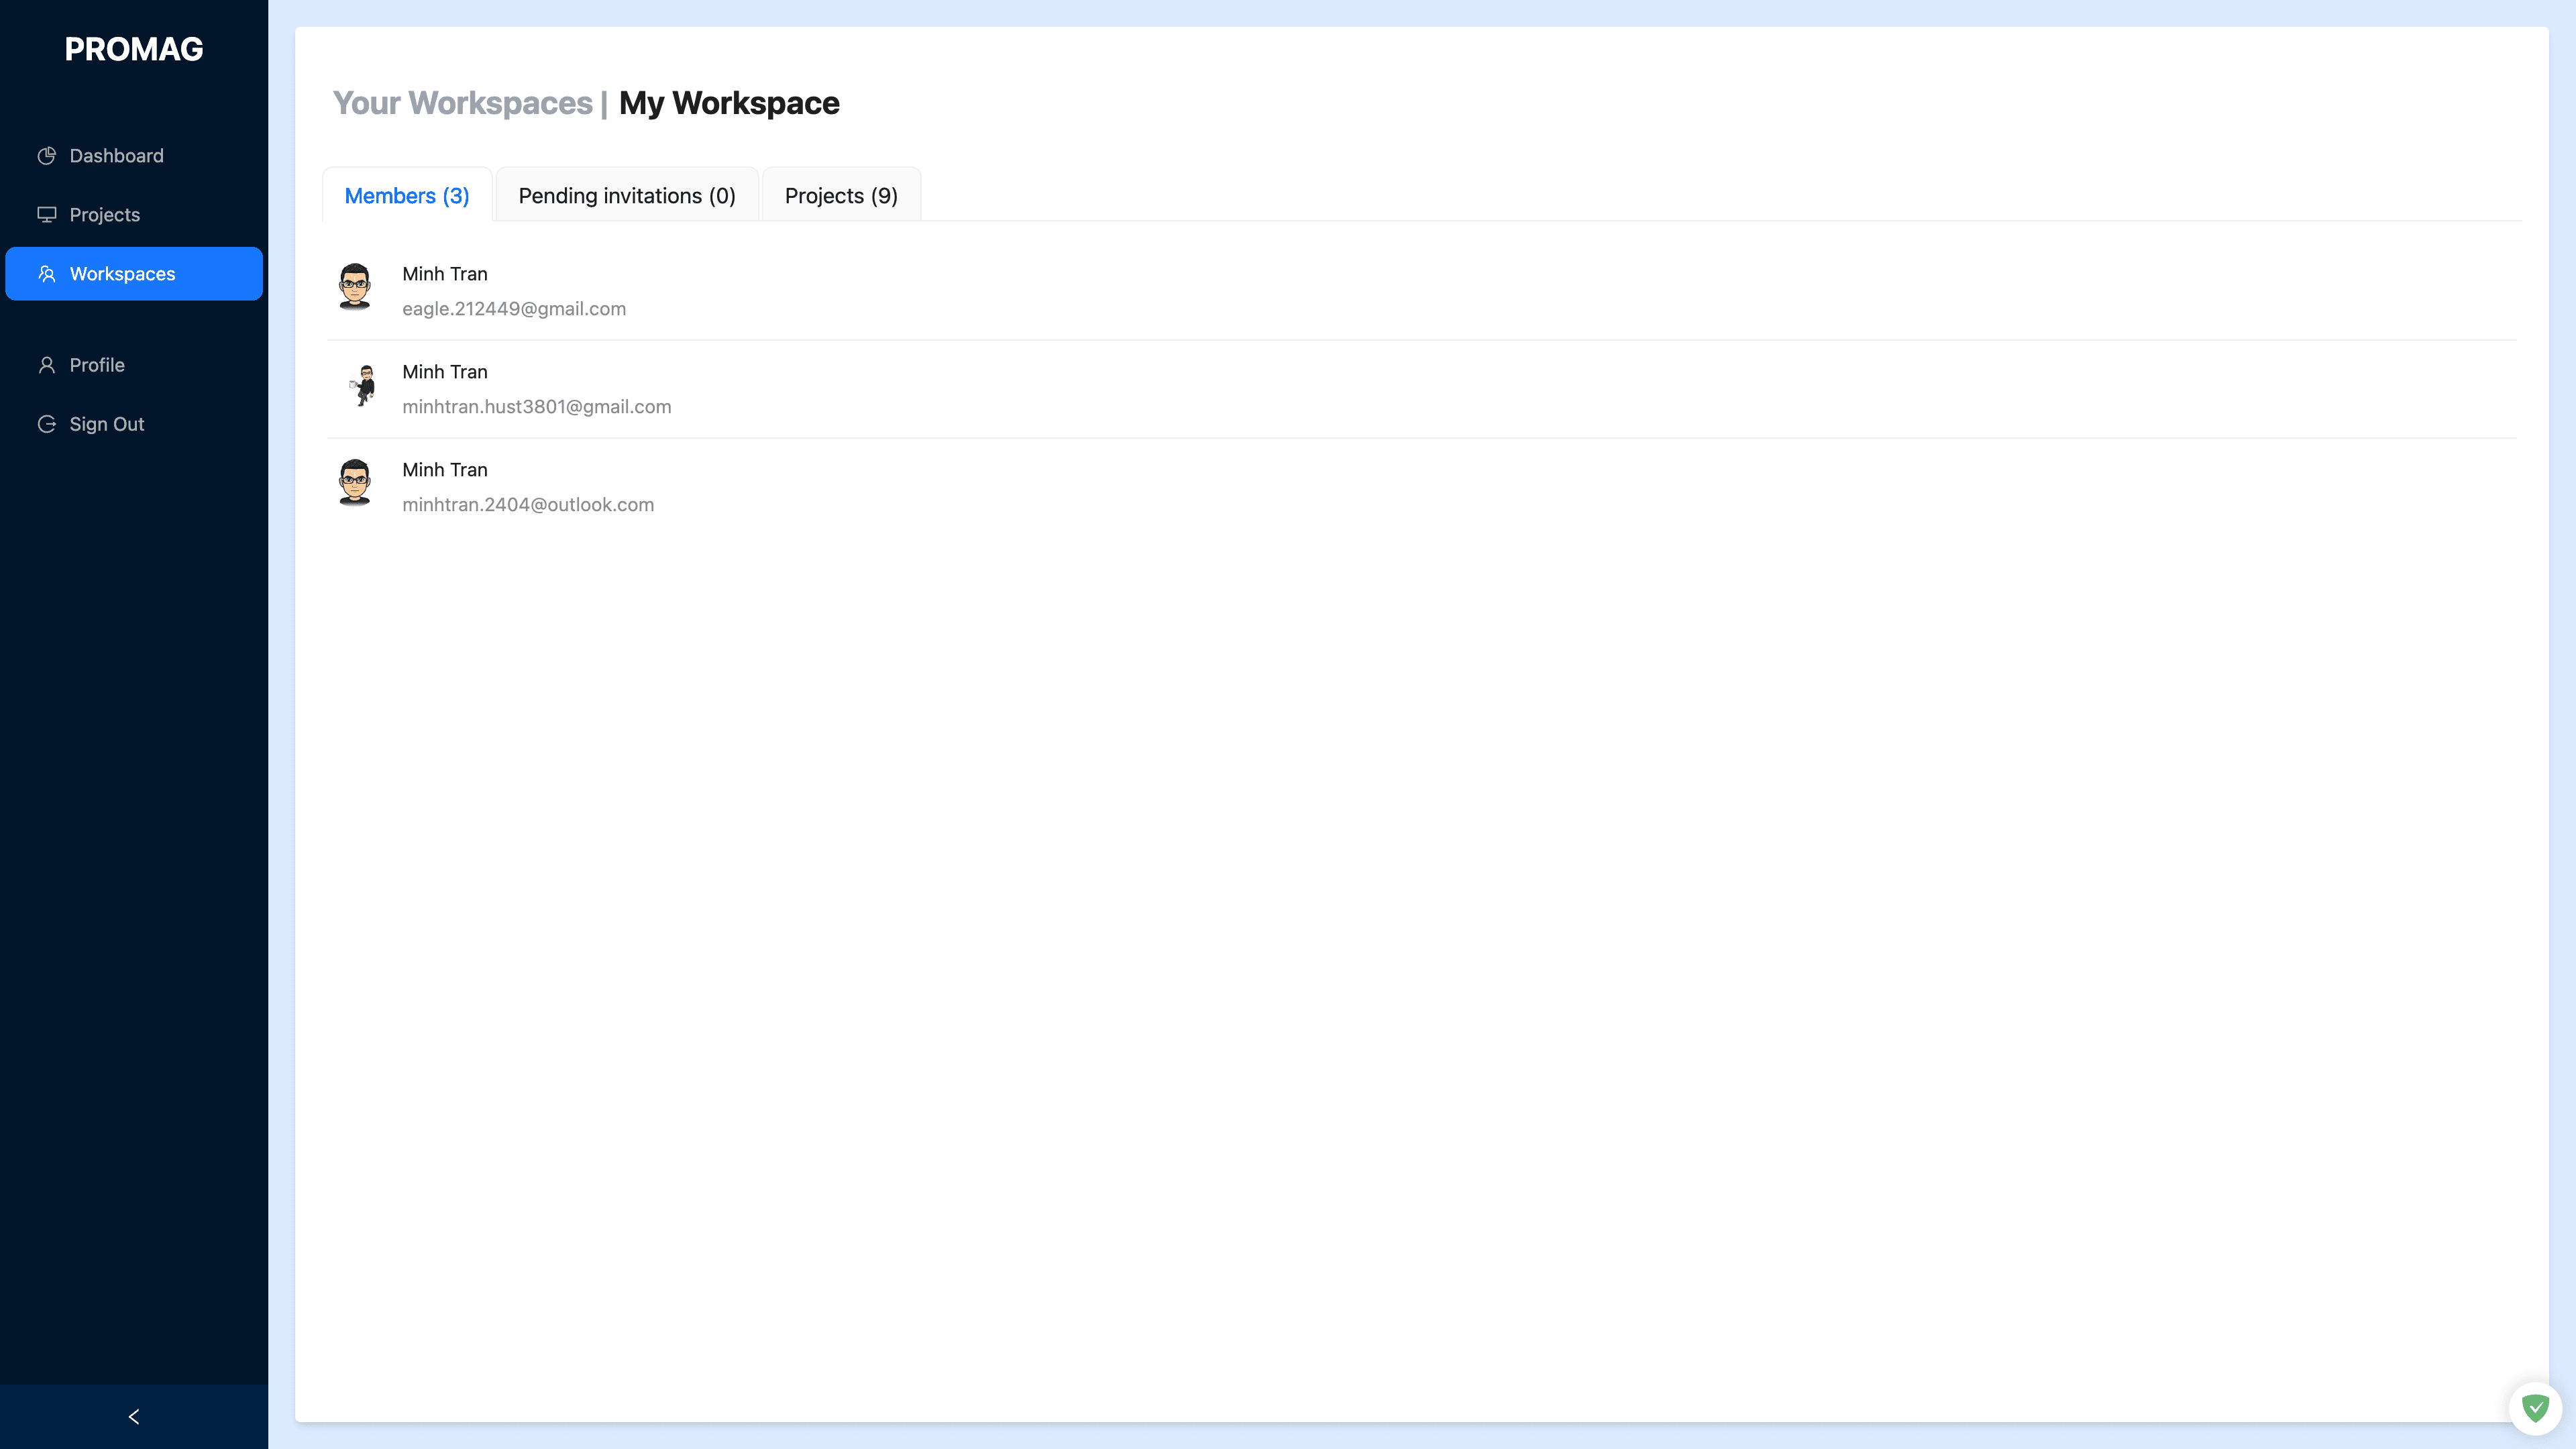 PROMAG
Dashboard
Projects
Workspaces
Profile
Sign Out
Your Workspaces | My Workspace
Members (3)
Pending invitations (0)
Projects (9)
Minh Tran
eagle.212449@gmail.com
Minh Tran
minhtran.hust3801@gmail.com
Minh Tran
minhtran.2404@outlook.com